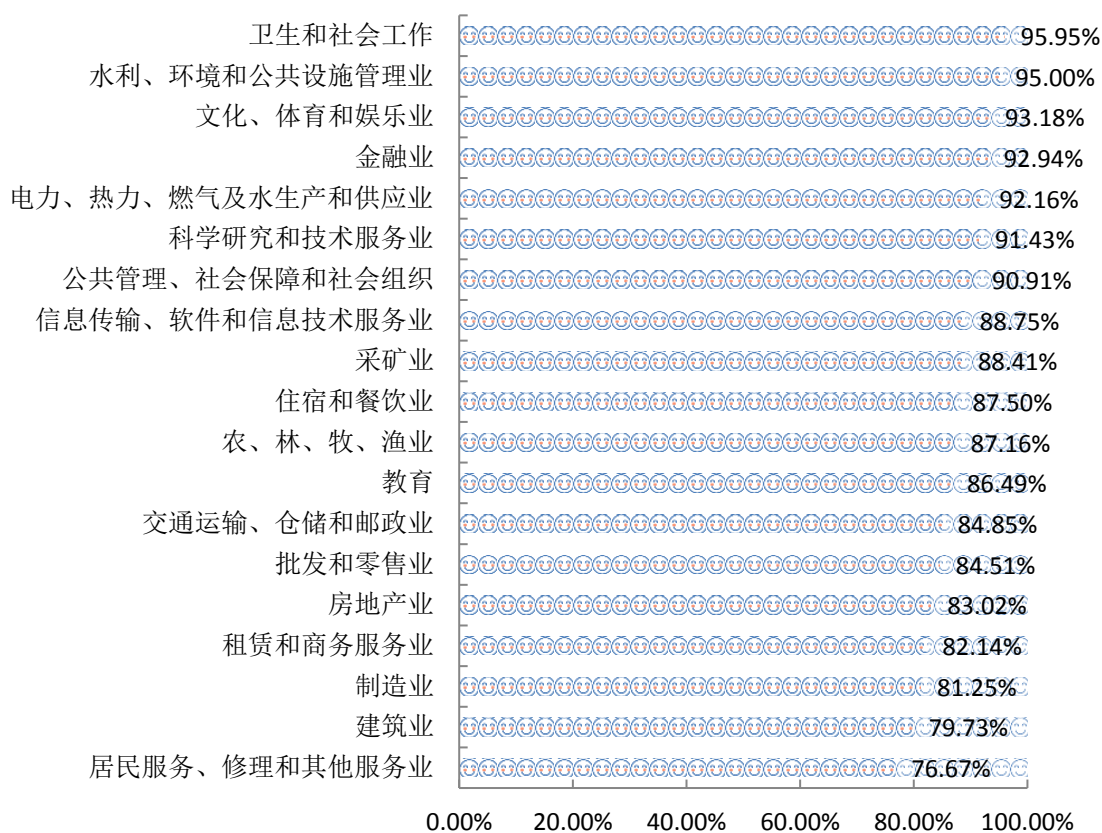 卫生和社会工作 95.95%
水利、环境和公共设施管理业 95.00%
文化、体育和娱乐业 93.18%
金融业 92.94%
电力、热力、燃气及水生产和供应业 92.16%
科学研究和技术服务业 91.43%
公共管理、社会保障和社会组织 90.91%
信息传输、软件和信息技术服务业 88.75%
采矿业 88.41%
住宿和餐饮业 87.50%
农、林、牧、渔业 87.16%
教育 86.49%
交通运输、仓储和邮政业 84.85%
批发和零售业 84.51%
房地产业 83.02%
租赁和商务服务业 82.14%
制造业 81.25%
建筑业 79.73%
居民服务、修理和其他服务业 76.67%
0.00% 20.00% 40.00% 60.00% 80.00% 100.00%